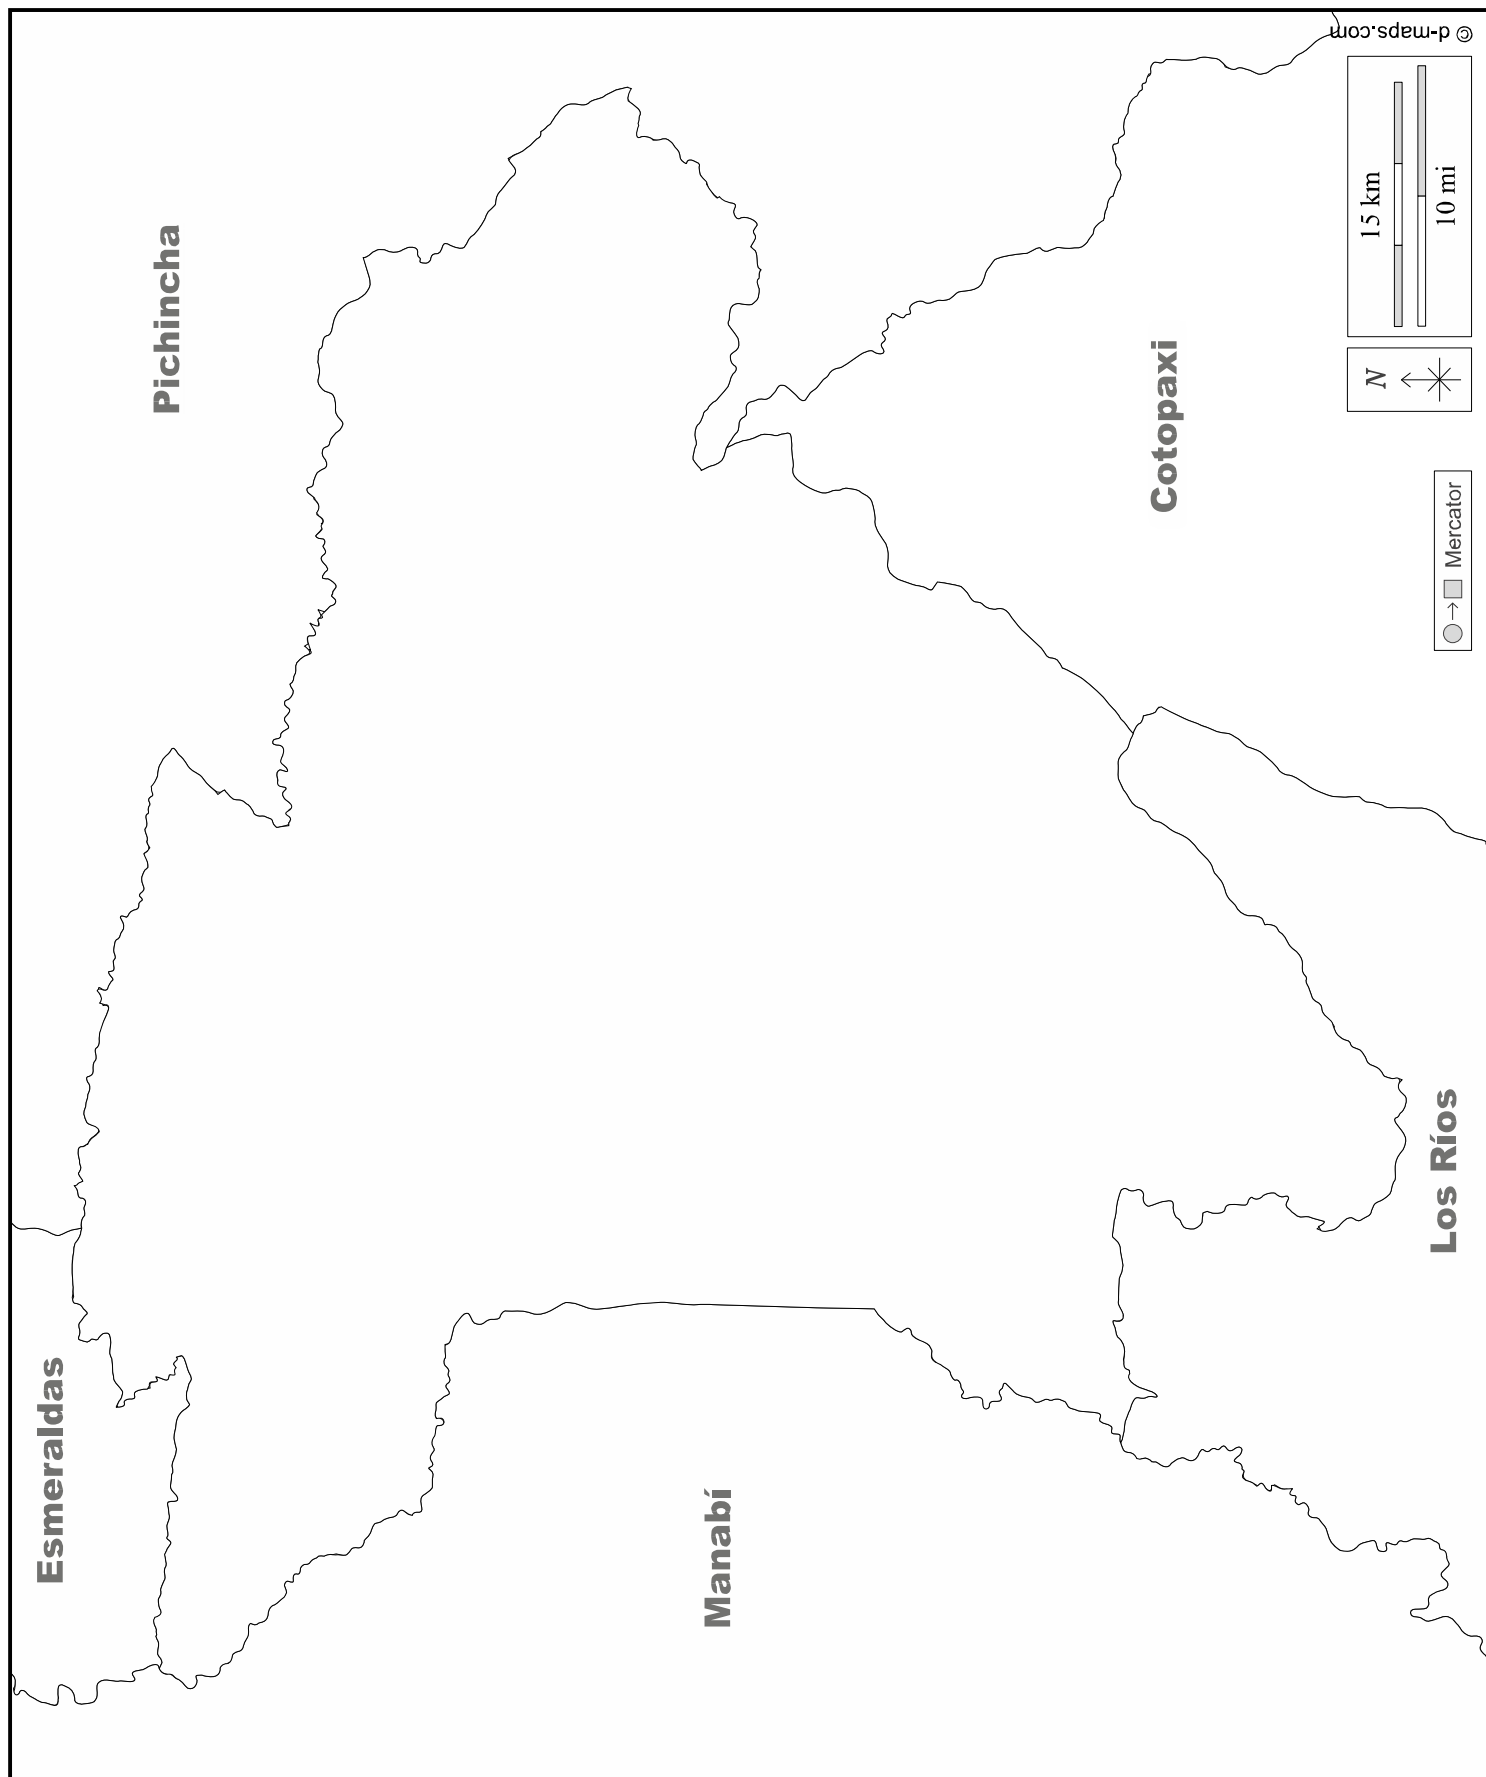 © d-maps.com
Pichincha
15 km
10 mi
N
Cotopaxi
Mercator
Los Ríos
Esmeraldas
Manabí